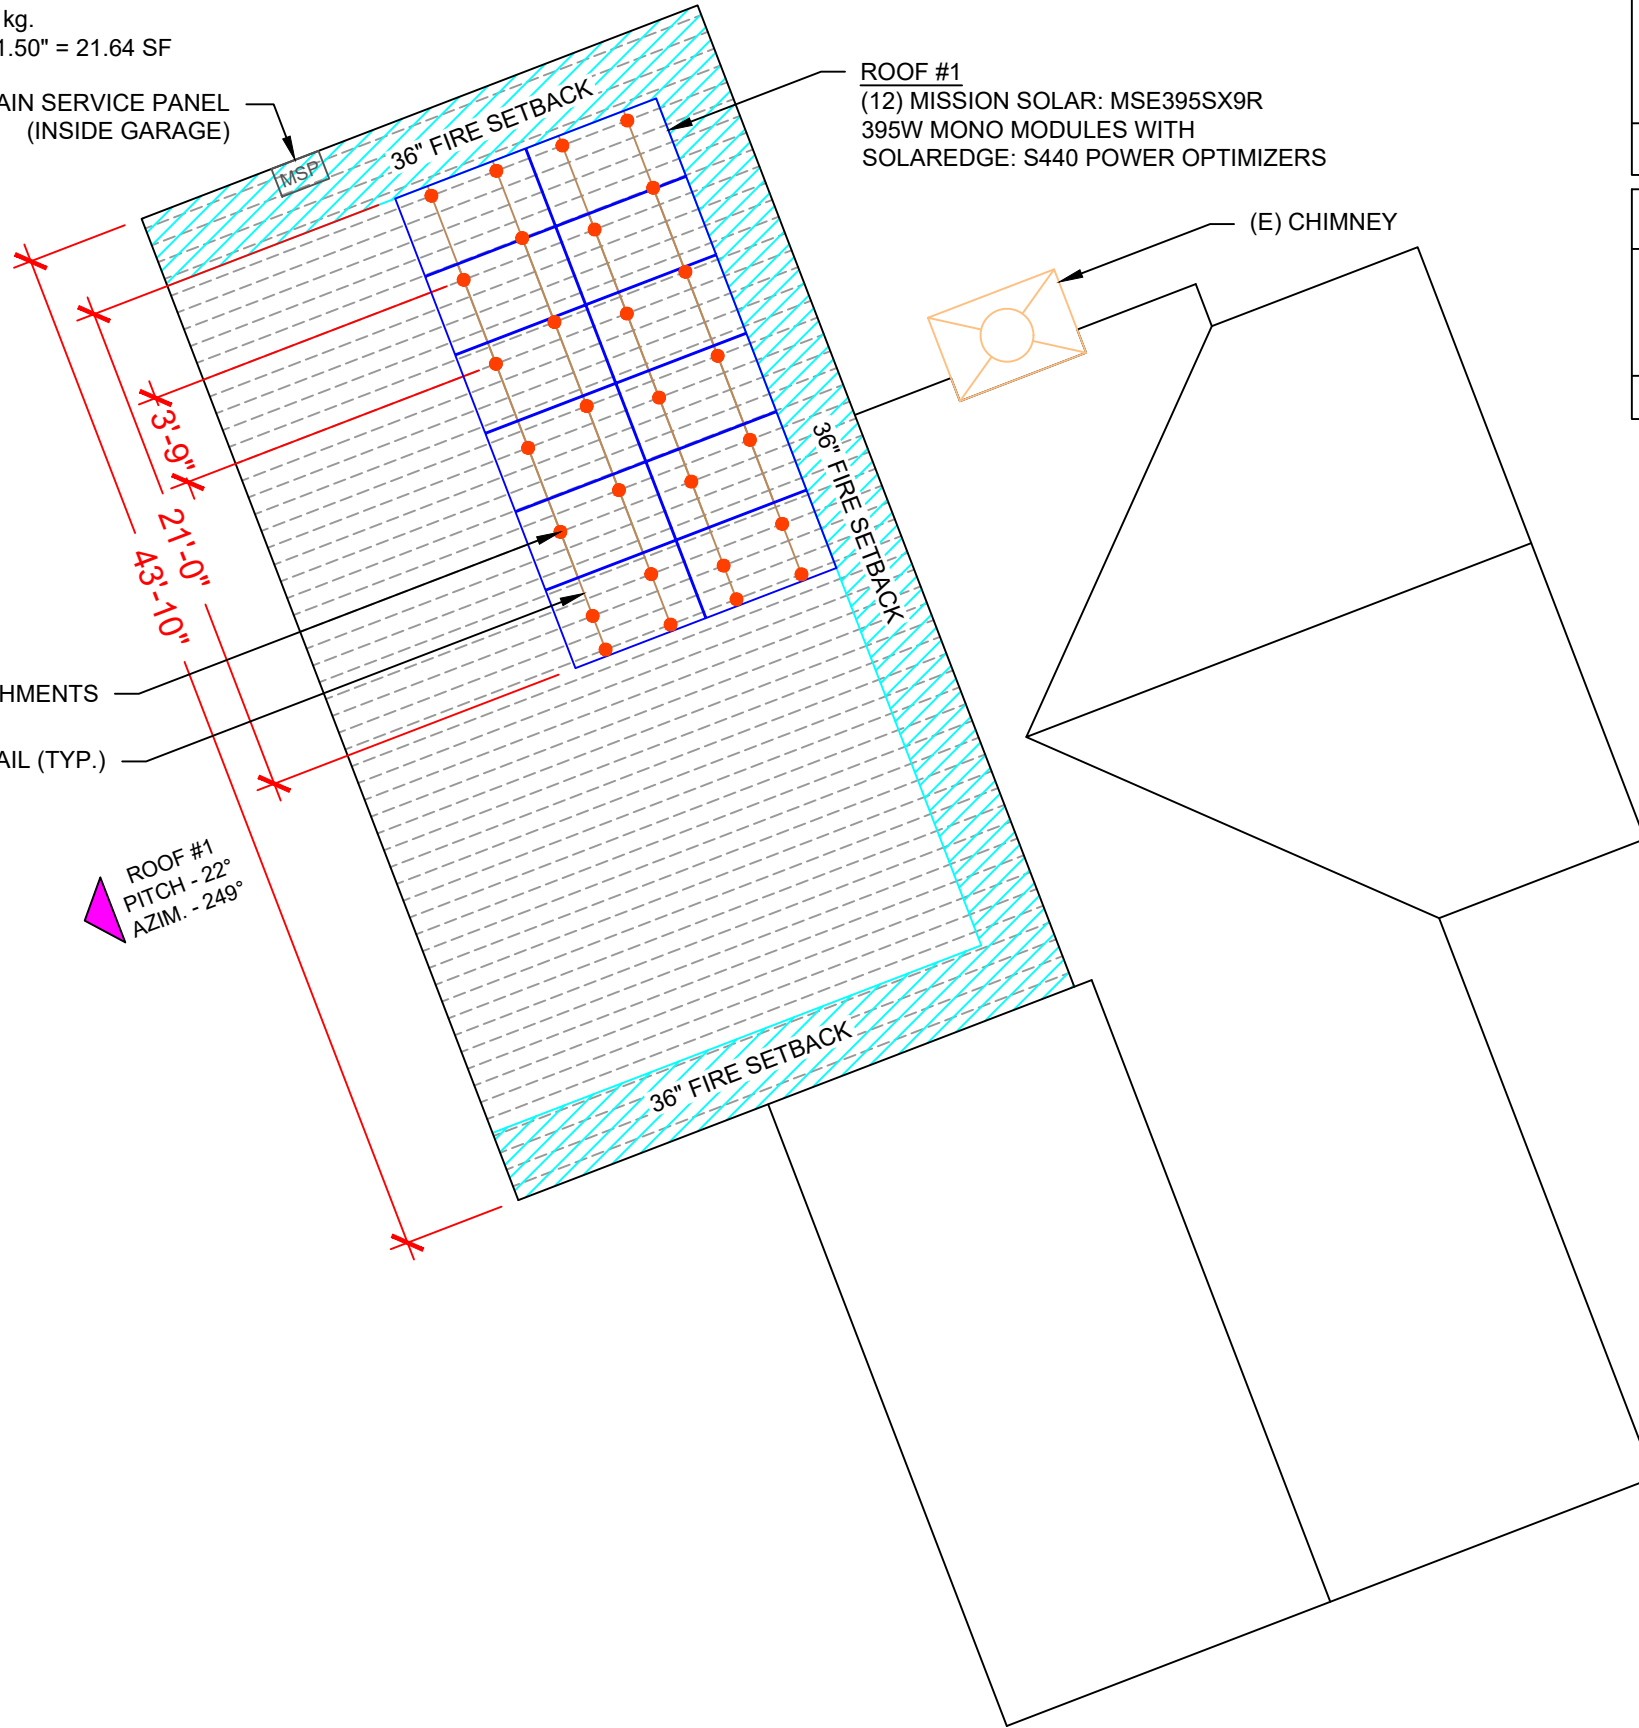 kg.
1.50" = 21.64 SF
AIN SERVICE PANEL
(INSIDE GARAGE)
MSP
36" FIRE SETBACK
ROOF #1
(12) MISSION SOLAR: MSE395SX9R
395W MONO MODULES WITH
SOLAREDGE: S440 POWER OPTIMIZERS
(E) CHIMNEY
3'-9"
21'-0"
43'-10"
36" FIRE SETBACK
HMENTS
AIL (TYP.)
ROOF #1
PITCH - 22°
AZIM. - 249°
36" FIRE SETBACK